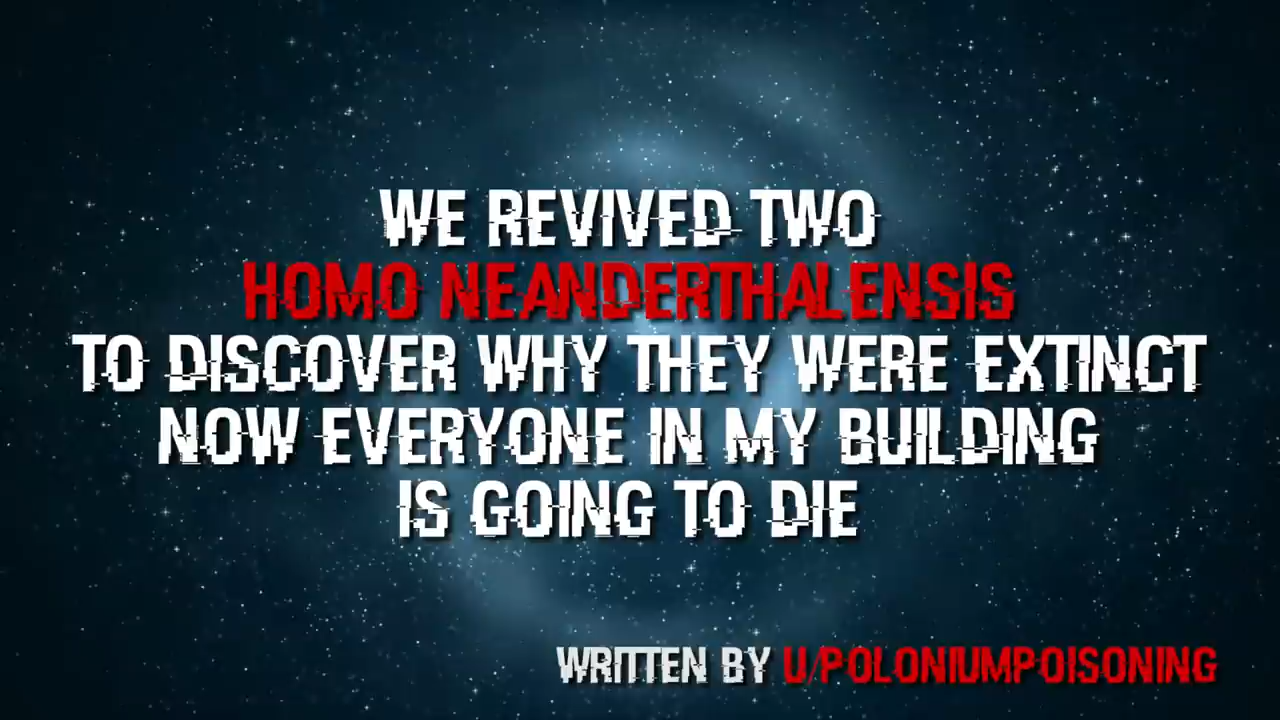 WE REVIVED TWO
HOMO NEANDERTHALENSIS
TO DISCOVER WHY THEY WERE EXTINCT
NOW EVERYONE IN MY BUILDING
IS GOING TO DIE
WRITTEN BY U/POLONIUMPOISONING